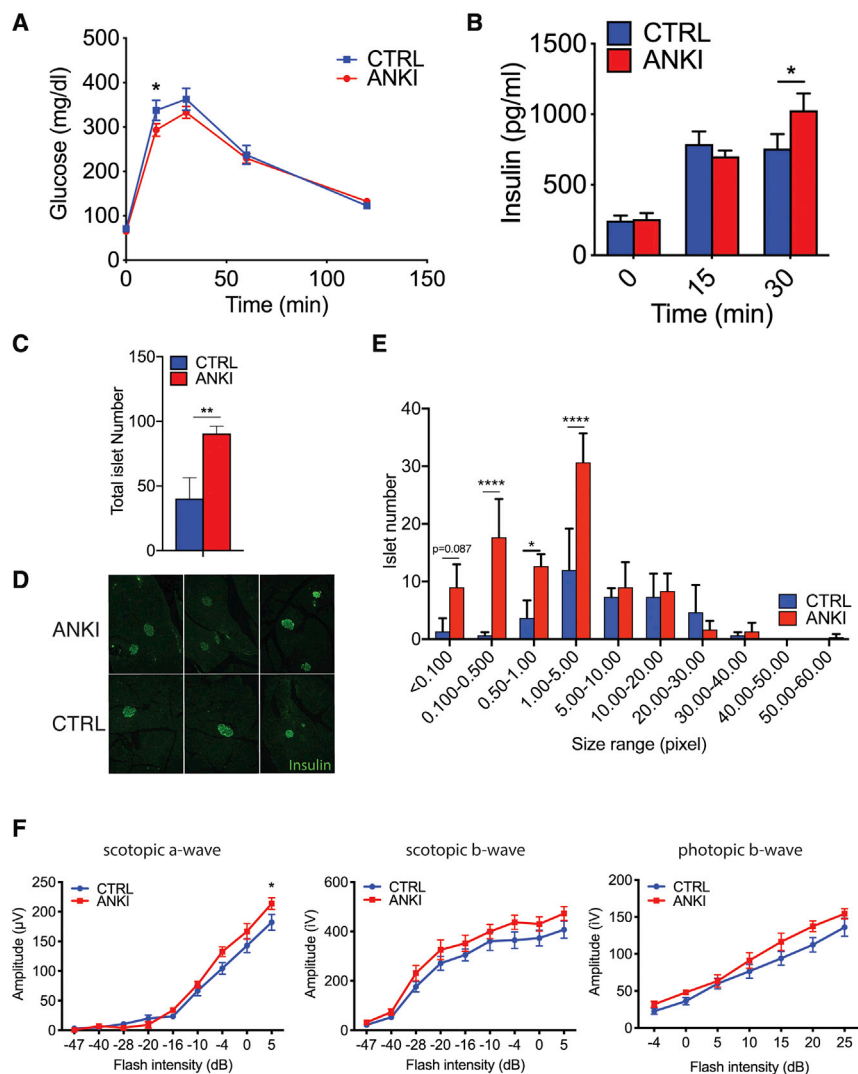 A
500
400
300
200
100
0
Glucose (mg/dl)
*
CTRL
ANKI
0
50
100
150
Time (min)
B
1500
1000
500
0
Insulin (pg/ml)
CTRL
ANKI
*
0
15
30
Time (min)
C
150
100
50
0
Total islet Number
CTRL
ANKI
**
D
ANKI
CTRL
Insulin
E
40
30
20
10
0
Islet number
p=0.087
****
*
****
CTRL
ANKI
<0.100
0.100-0.500
0.50-1.00
1.00-5.00
5.00-10.00
10.00-20.00
20.00-30.00
30.00-40.00
40.00-50.00
50.00-60.00
Size range (pixel)
F
scotopic a-wave
250
200
150
100
50
0
Amplitude (µV)
CTRL
ANKI
*
-47 -40 -28 -20 -16 -10 -4 0 5
Flash intensity (dB)
scotopic b-wave
600
400
200
0
Amplitude (iV)
CTRL
ANKI
-47 -40 -28 -20 -16 -10 -4 0 5
Flash intensity (dB)
photopic b-wave
200
150
100
50
0
Amplitude (iV)
CTRL
ANKI
-4 0 5 10 15 20 25
Flash intensity (dB)